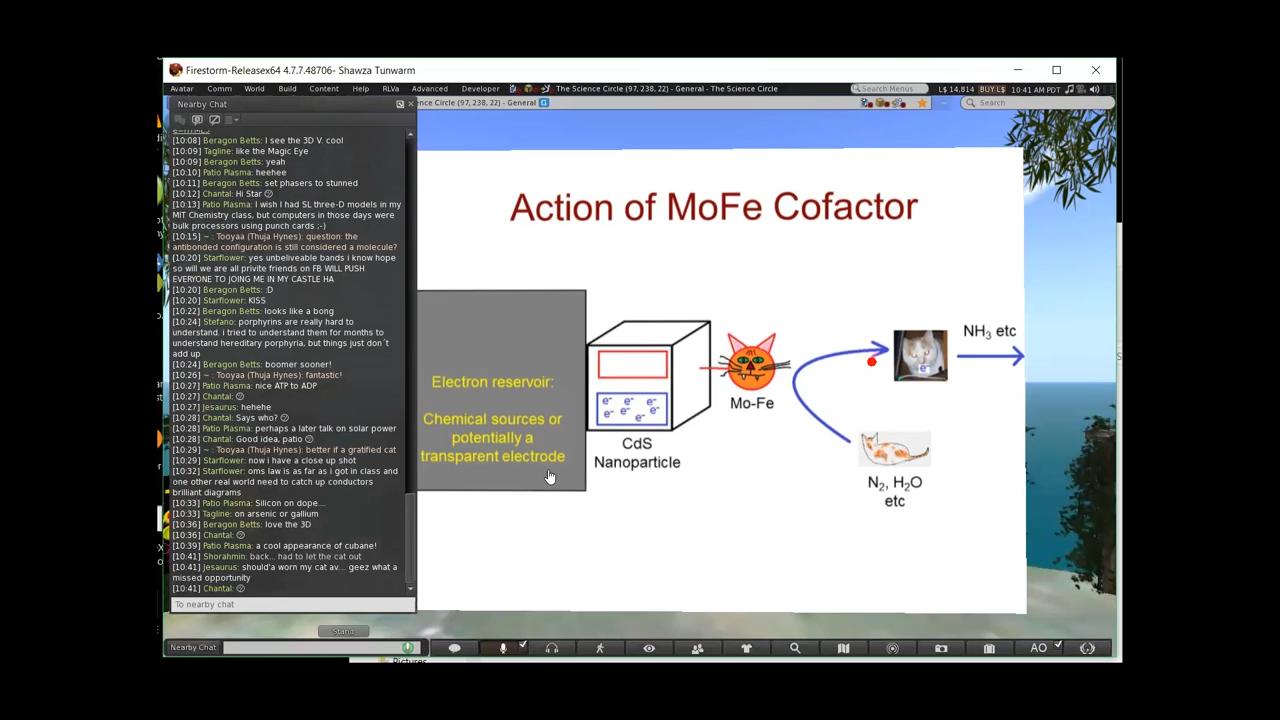 Firestorm-Releasex64 4.7.7.48706- Shawza Tunwarm
Avatar Comm World Build Content Help RLVa Advanced Developer
The Science Circle (97, 238, 22) - General - The Science Circle
Search Menus
L$ 14,814 BUY L$ 10:41 AM PDT
Nearby Chat
nce Circle (97, 238, 22) - General
Search
[10:08] Beragon Betts: I see the 3D V. cool
[10:09] Tagline: like the Magic Eye
[10:09] Beragon Betts: yeah
[10:10] Patio Plasma: heehee
[10:11] Beragon Betts: set phasers to stunned
[10:12] Chantal: Hi Star
[10:13] Patio Plasma: I wish I had SL three-D models in my
MIT Chemistry class, but computers in those days were
bulk processors using punch cards ;-)
[10:15] ~ : Tooyaa (Thuja Hynes): question: the
antibonded configuration is still considered a molecule?
[10:20] Starflower: yes unbeliveable bands i know hope
so will we are all privite friends on FB WILL PUSH
EVERYONE TO JOING ME IN MY CASTLE HA
[10:20] Beragon Betts: :D
[10:20] Starflower: KISS
[10:22] Beragon Betts: looks like a bong
[10:24] Stefano: porphyrins are really hard to
understand. i tried to understand them for months to
understand hereditary porphyria, but things just don´t
add up
[10:24] Beragon Betts: boomer sooner!
[10:26] ~ : Tooyaa (Thuja Hynes): fantastic!
[10:27] Patio Plasma: nice ATP to ADP
[10:27] Chantal:
[10:27] Jesaurus: hehehe
[10:28] Chantal: Says who?
[10:28] Patio Plasma: perhaps a later talk on solar power
[10:28] Chantal: Good idea, patio
[10:29] ~ : Tooyaa (Thuja Hynes): better if a gratified cat
[10:29] Starflower: now i have a close up shot
[10:32] Starflower: oms law is as far as i got in class and
one other real world need to catch up conductors
brilliant diagrams
[10:33] Patio Plasma: Silicon on dope...
[10:33] Tagline: on arsenic or gallium
[10:36] Beragon Betts: love the 3D
[10:36] Chantal:
[10:39] Patio Plasma: a cool appearance of cubane!
[10:41] Shorahmin: back... had to let the cat out
[10:41] Jesaurus: should'a worn my cat av... geez what a
missed opportunity
[10:41] Chantal:
To nearby chat
Stand
Nearby Chat
AO
Action of MoFe Cofactor
Electron reservoir:
Chemical sources or
potentially a
transparent electrode
e- e- e-
e- e- e-
CdS
Nanoparticle
Mo-Fe
e-
NH3 etc
N2, H2O
etc
Pictures